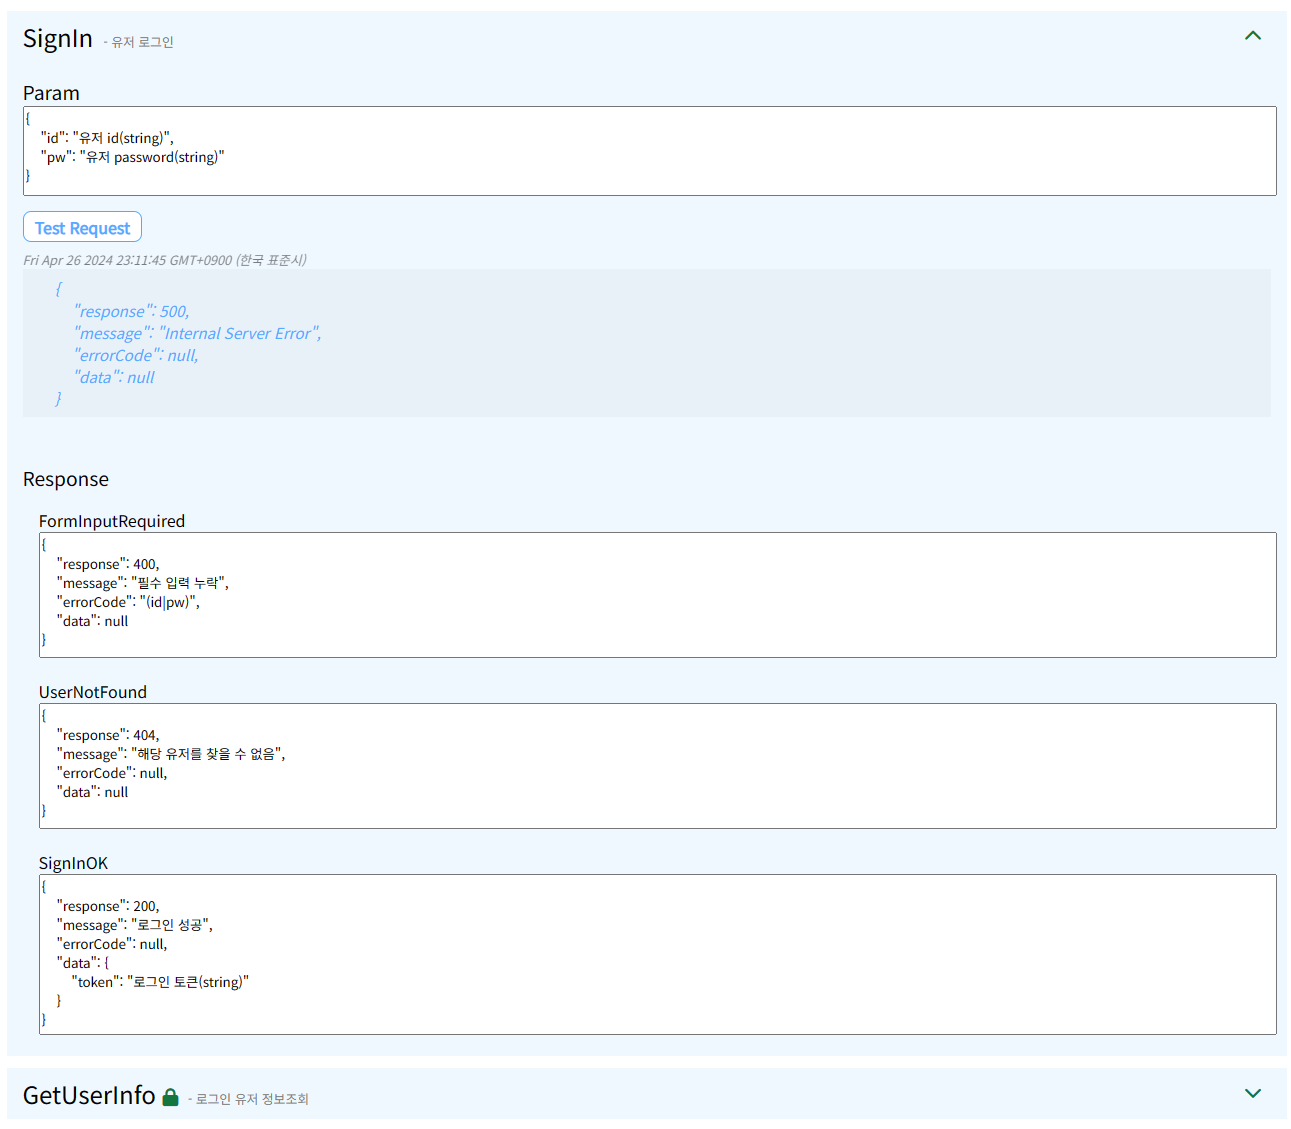 SignIn - 유저 로그인
Param
{
"id": "유저 id(string)",
"pw": "유저 password(string)"
}
Test Request
Fri Apr 26 2024 23:11:45 GMT+0900 (한국 표준시)
{
"response": 500,
"message": "Internal Server Error",
"errorCode": null,
"data": null
}
Response
FormInputRequired
{
"response": 400,
"message": "필수 입력 누락",
"errorCode": "(id|pw)",
"data": null
}
UserNotFound
{
"response": 404,
"message": "해당 유저를 찾을 수 없음",
"errorCode": null,
"data": null
}
SignInOK
{
"response": 200,
"message": "로그인 성공",
"errorCode": null,
"data": {
"token": "로그인 토큰(string)"
}
}
GetUserInfo - 로그인 유저 정보조회